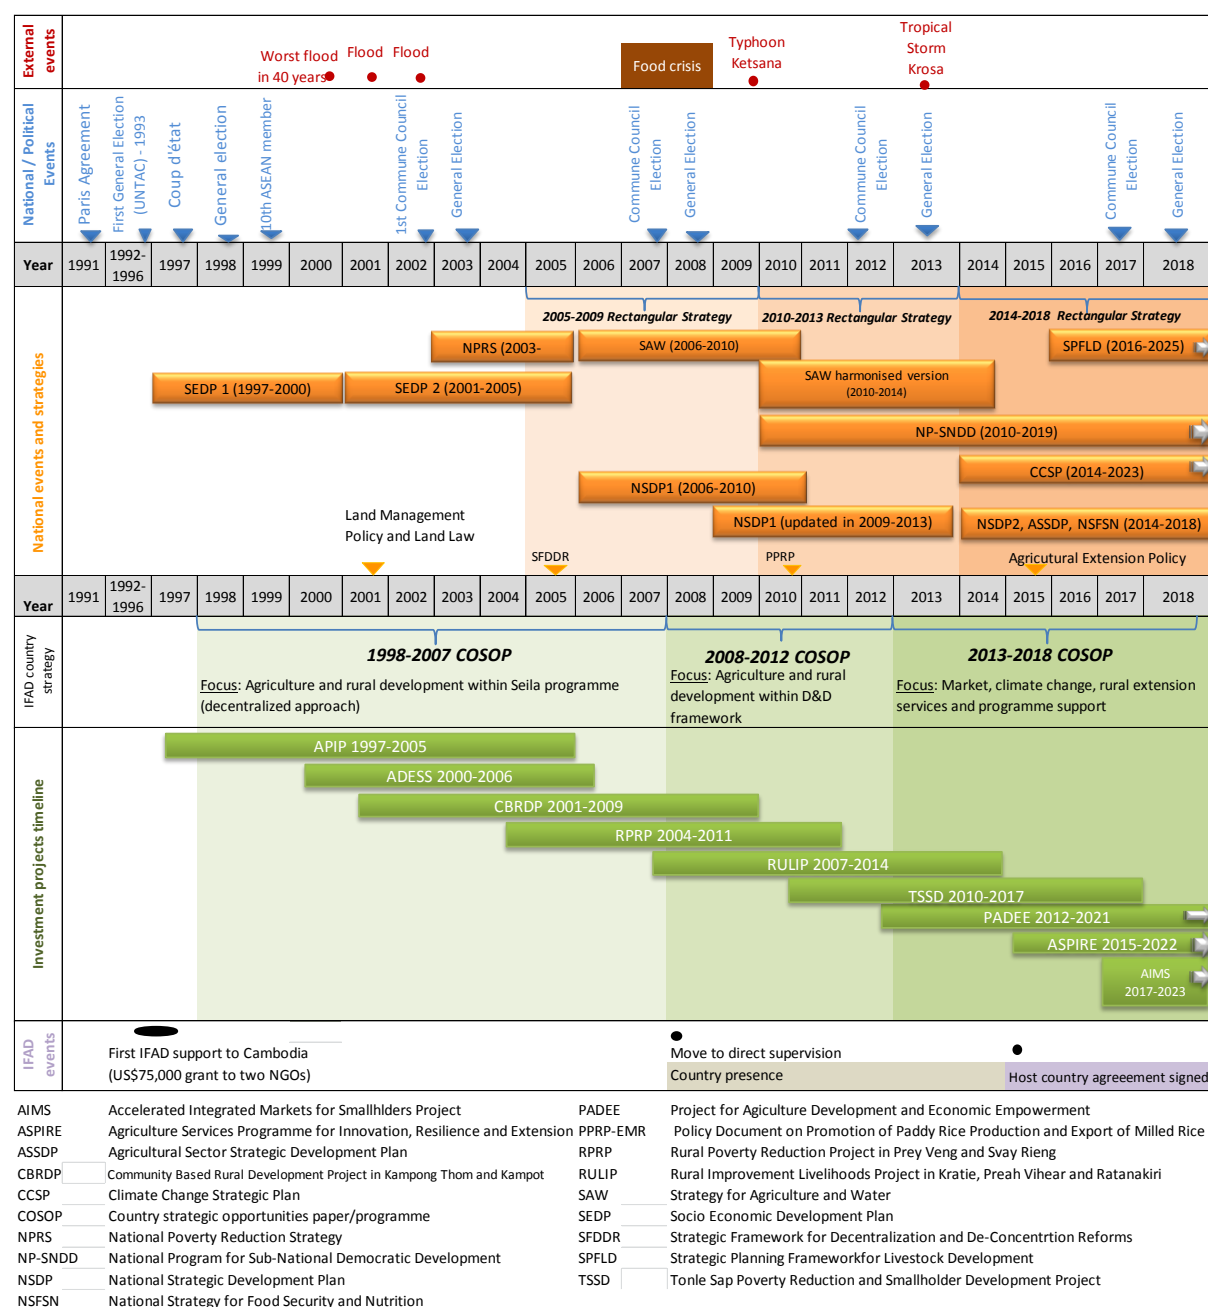 External
events
Worst flood
in 40 years
Flood
Flood
Food crisis
Typhoon
Ketsana
Tropical
Storm
Krosa
National / Political
Events
Paris Agreement
First General Election
(UNTAC) - 1993
Coup d'état
General election
10th ASEAN member
1st Commune Council
Election
General Election
Commune Council
Election
General Election
Commune Council
Election
General Election
Commune Council
Election
General Election
Year 1991 1992-1996 1997 1998 1999 2000 2001 2002 2003 2004 2005 2006 2007 2008 2009 2010 2011 2012 2013 2014 2015 2016 2017 2018
National events and strategies
2005-2009 Rectangular Strategy
2010-2013 Rectangular Strategy
2014-2018 Rectangular Strategy
NPRS (2003-
SAW (2006-2010)
SPFLD (2016-2025)
SEDP 1 (1997-2000)
SEDP 2 (2001-2005)
SAW harmonised version
(2010-2014)
NP-SNDD (2010-2019)
CCSP (2014-2023)
NSDP1 (2006-2010)
NSDP1 (updated in 2009-2013)
NSDP2, ASSDP, NSFSN (2014-2018)
Land Management
Policy and Land Law
SFDDR
PPRP
Agricutural Extension Policy
Year 1991 1992-1996 1997 1998 1999 2000 2001 2002 2003 2004 2005 2006 2007 2008 2009 2010 2011 2012 2013 2014 2015 2016 2017 2018
IFAD country
strategy
1998-2007 COSOP
Focus: Agriculture and rural development within Seila programme
(decentralized approach)
2008-2012 COSOP
Focus: Agriculture and rural
development within D&D
framework
2013-2018 COSOP
Focus: Market, climate change, rural extension
services and programme support
Investment projects timeline
APIP 1997-2005
ADESS 2000-2006
CBRDP 2001-2009
RPRP 2004-2011
RULIP 2007-2014
TSSD 2010-2017
PADEE 2012-2021
ASPIRE 2015-2022
AIMS
2017-2023
IFAD
events
First IFAD support to Cambodia
(US$75,000 grant to two NGOs)
Move to direct supervision
Country presence
Host country agreeement signed
AIMS Accelerated Integrated Markets for Smallhlders Project
ASPIRE Agriculture Services Programme for Innovation, Resilience and Extension
ASSDP Agricultural Sector Strategic Development Plan
CBRDP Community Based Rural Development Project in Kampong Thom and Kampot
CCSP Climate Change Strategic Plan
COSOP Country strategic opportunities paper/programme
NPRS National Poverty Reduction Strategy
NP-SNDD National Program for Sub-National Democratic Development
NSDP National Strategic Development Plan
NSFSN National Strategy for Food Security and Nutrition
PADEE Project for Agiculture Development and Economic Empowerment
PPRP-EMR Policy Document on Promotion of Paddy Rice Production and Export of Milled Rice
RPRP Rural Poverty Reduction Project in Prey Veng and Svay Rieng
RULIP Rural Improvement Livelihoods Project in Kratie, Preah Vihear and Ratanakiri
SAW Strategy for Agriculture and Water
SEDP Socio Economic Development Plan
SFDDR Strategic Framework for Decentralization and De-Concentrtion Reforms
SPFLD Strategic Planning Frameworkfor Livestock Development
TSSD Tonle Sap Poverty Reduction and Smallholder Development Project